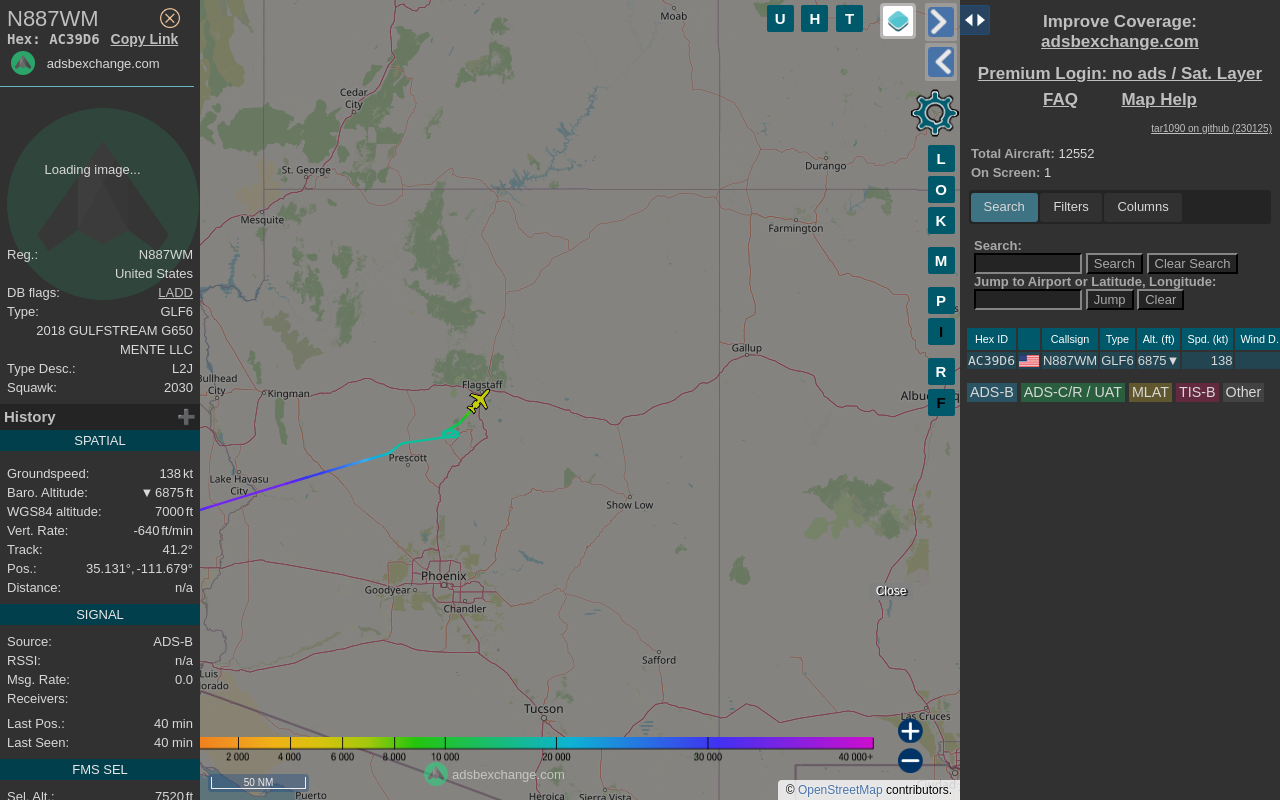 N887WM
Hex: AC39D6 Copy Link
adsbexchange.com
Loading image...
Reg.: N887WM
United States
DB flags: LADD
Type: GLF6
2018 GULFSTREAM G650
MENTE LLC
Type Desc.: L2J
Squawk: 2030
History
SPATIAL
Groundspeed: 138 kt
Baro. Altitude: ▼ 6875 ft
WGS84 altitude: 7000 ft
Vert. Rate: -640 ft/min
Track: 41.2°
Pos.: 35.131°, -111.679°
Distance: n/a
SIGNAL
Source: ADS-B
RSSI: n/a
Msg. Rate: 0.0
Receivers:
Last Pos.: 40 min
Last Seen: 40 min
FMS SEL
Sel. Alt.: 7520 ft
U H T
L
O
K
M
P
I
R
F
Moab
Cedar
City
St. George
Durango
Mesquite
Farmington
Gallup
Bullhead
City
Kingman
Flagstaff
Prescott
Lake Havasu
City
Show Low
Phoenix
Goodyear
Chandler
Close
Safford
Tucson
Las Cruces
2 000 4 000 6 000 8 000 10 000 20 000 30 000 40 000+
adsbexchange.com
50 NM
Puerto
Heroica
Sierra Vista
© OpenStreetMap contributors.
Improve Coverage:
adsbexchange.com
Premium Login: no ads / Sat. Layer
FAQ Map Help
tar1090 on github (230125)
Total Aircraft: 12552
On Screen: 1
Search Filters Columns
Search:
Search Clear Search
Jump to Airport or Latitude, Longitude:
Jump Clear
Hex ID Callsign Type Alt. (ft) Spd. (kt) Wind D.
AC39D6 N887WM GLF6 6875▼ 138
ADS-B ADS-C/R / UAT MLAT TIS-B Other